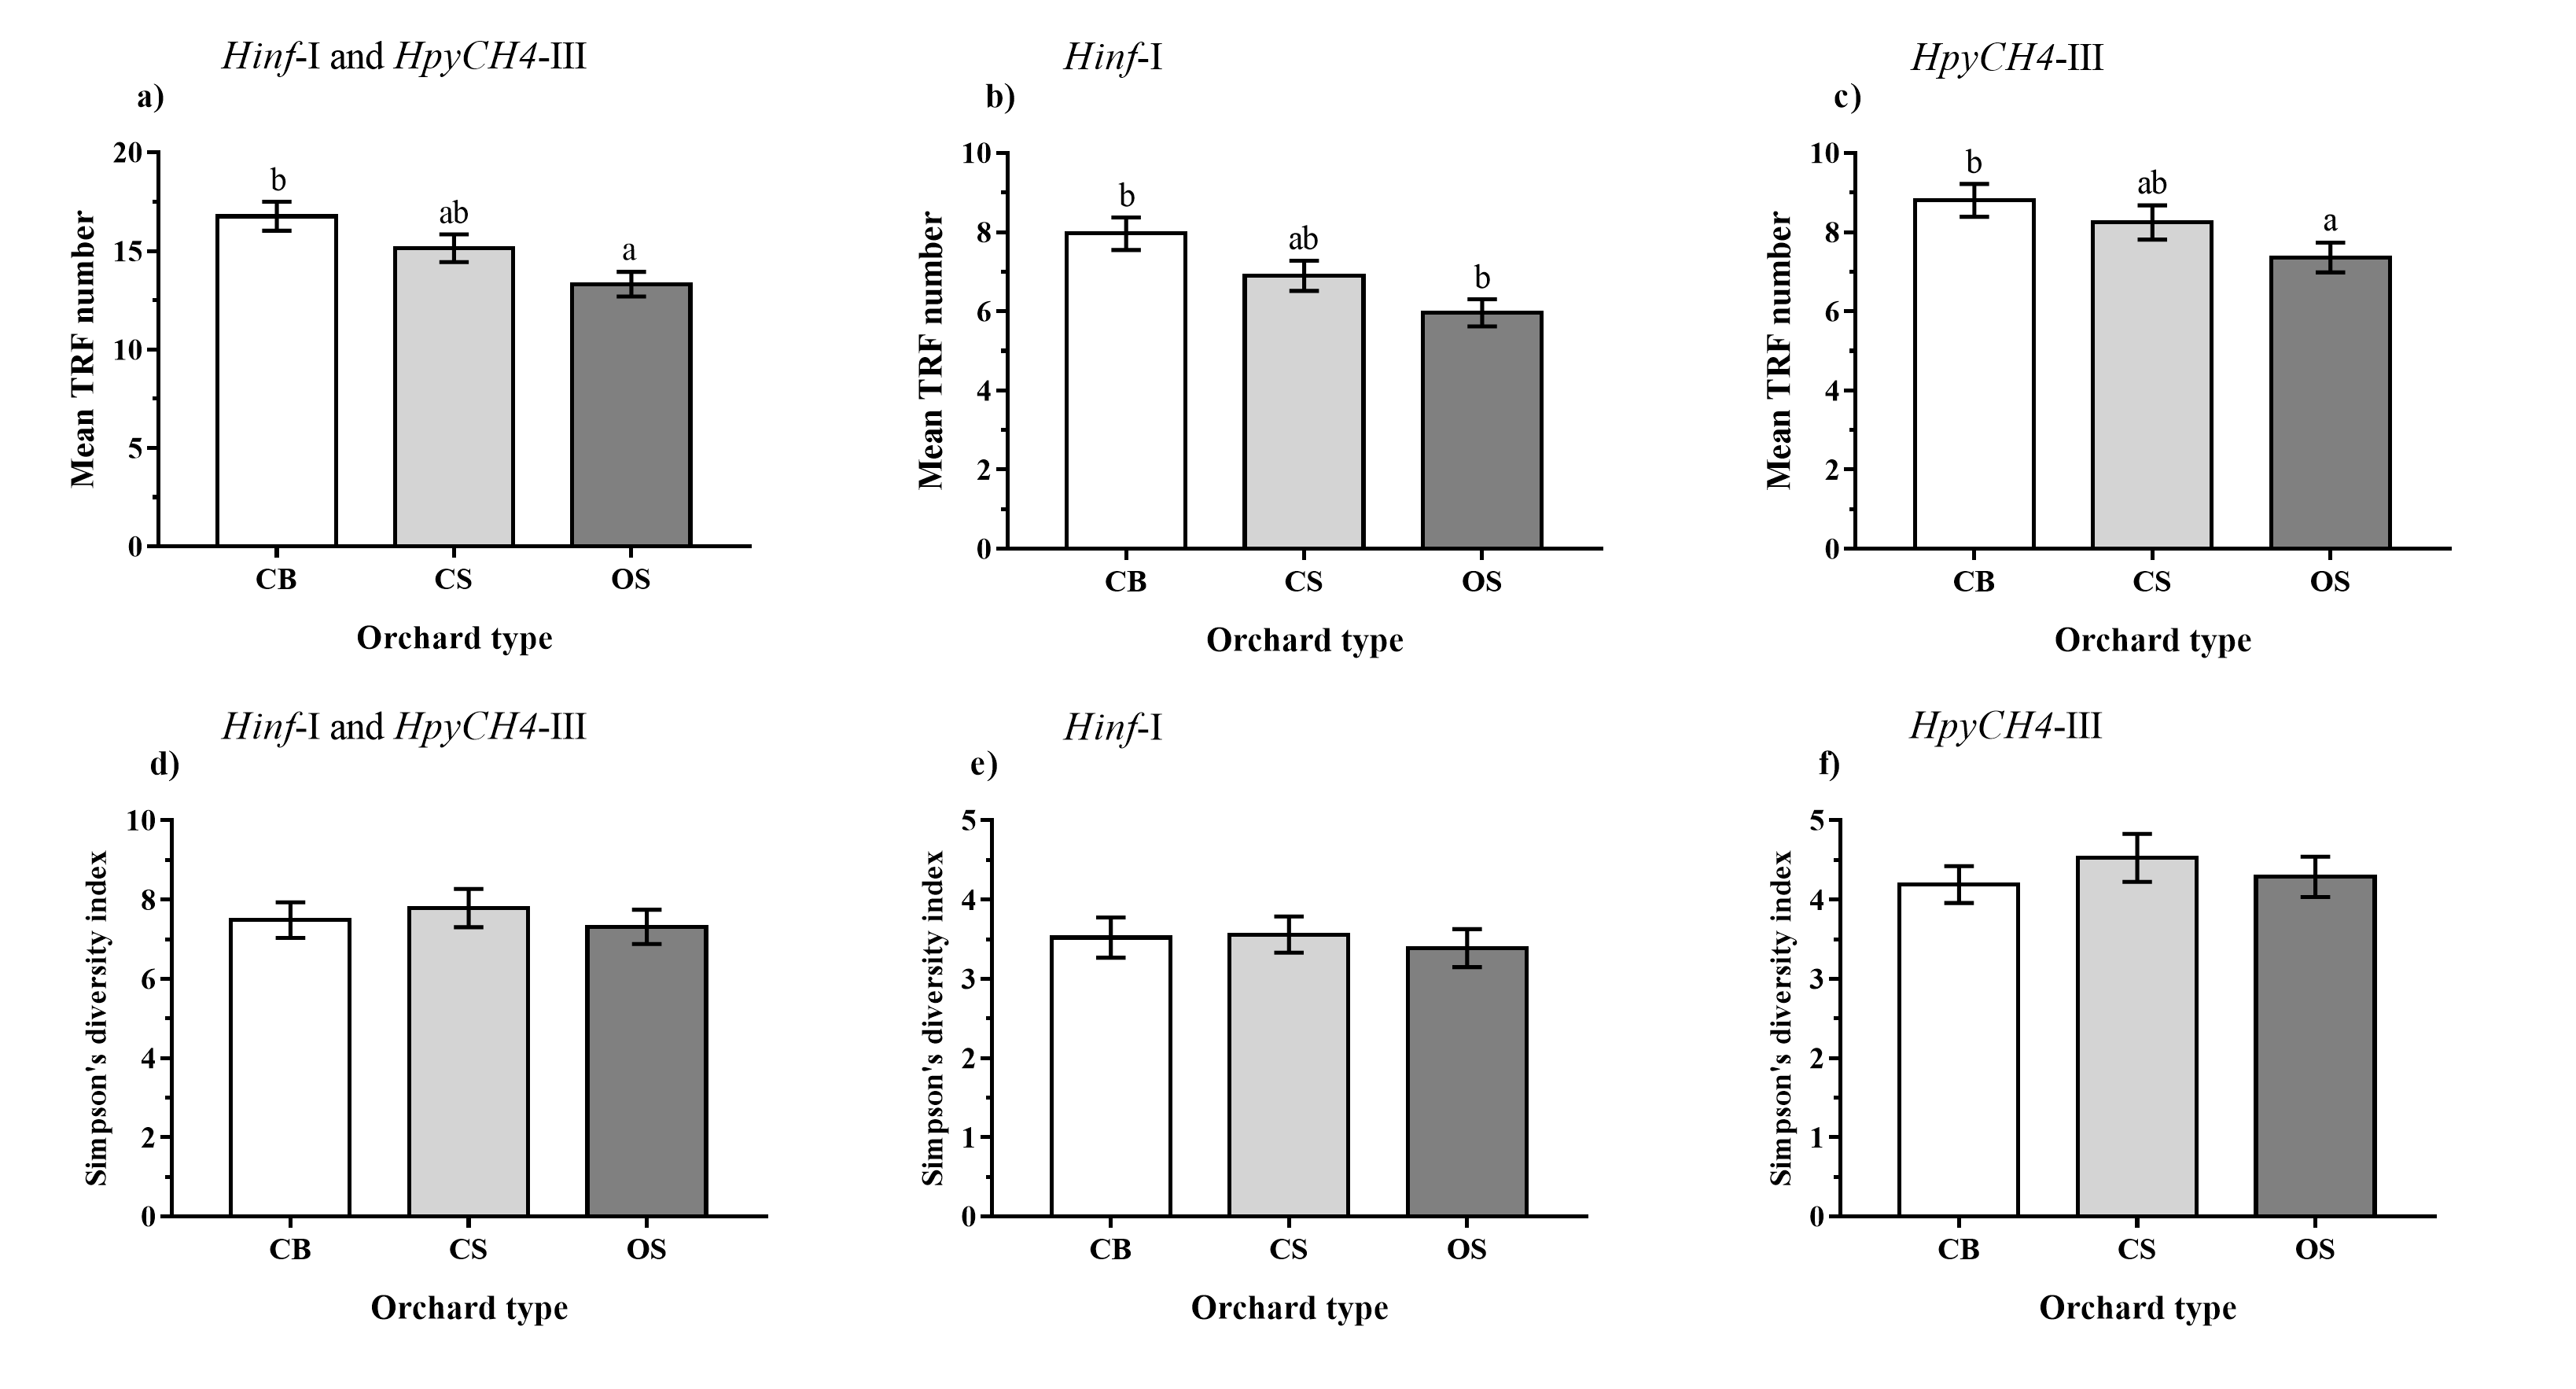 Hinf-I and HpyCH4-III
a)
Mean TRF number
20
15
10
5
0
b
ab
a
CB CS OS
Orchard type
Hinf-I
b)
Mean TRF number
10
8
6
4
2
0
b
ab
b
CB CS OS
Orchard type
HpyCH4-III
c)
Mean TRF number
10
8
6
4
2
0
b
ab
a
CB CS OS
Orchard type
Hinf-I and HpyCH4-III
d)
Simpson's diversity index
10
8
6
4
2
0
CB CS OS
Orchard type
Hinf-I
e)
Simpson's diversity index
5
4
3
2
1
0
CB CS OS
Orchard type
HpyCH4-III
f)
Simpson's diversity index
5
4
3
2
1
0
CB CS OS
Orchard type